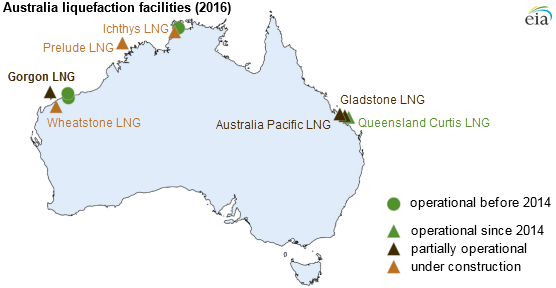 Australia liquefaction facilities (2016)
eia
Ichthys LNG
Prelude LNG
Gorgon LNG
Wheatstone LNG
Gladstone LNG
Australia Pacific LNG
Queensland Curtis LNG
operational before 2014
operational since 2014
partially operational
under construction